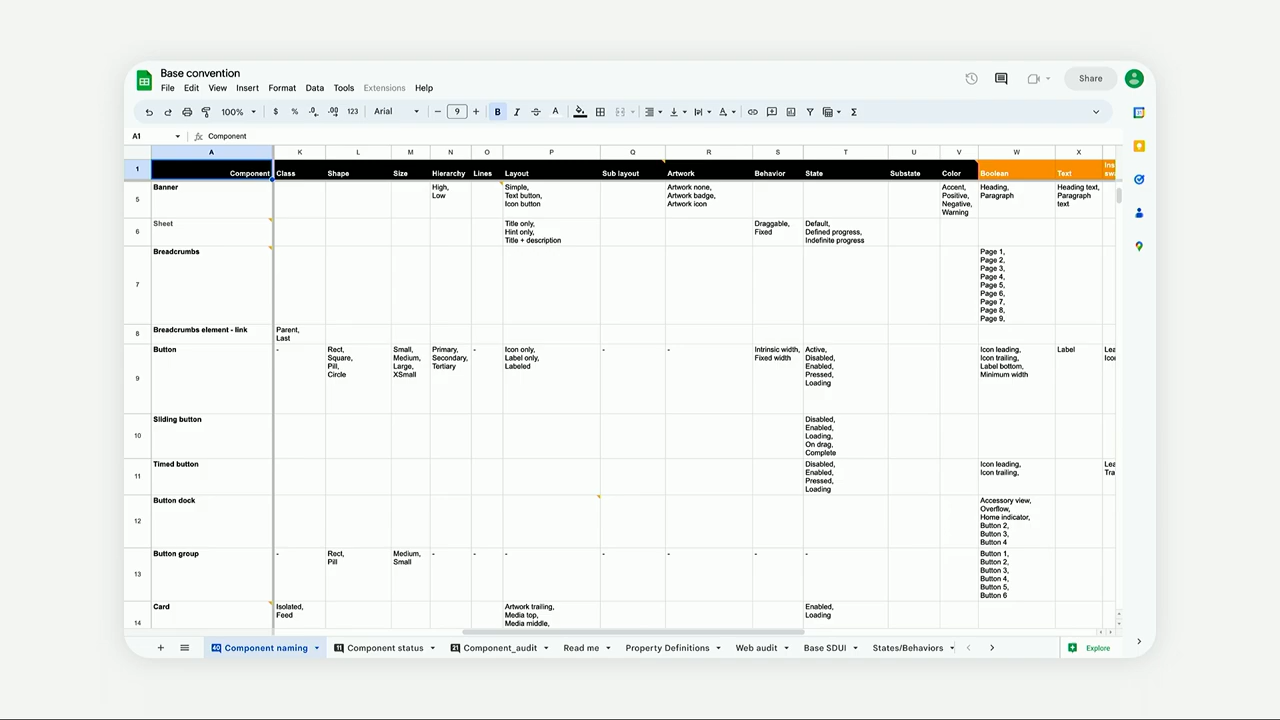 Base convention
File Edit View Insert Format Data Tools Extensions Help
Share
100% $ % .0 .00 123 Arial 9 B I A
A1 Component
A K L M N O P Q R S T U V W X
1 Component Class Shape Size Hierarchy Lines Layout Sub layout Artwork Behavior State Substate Color Boolean Text
5 Banner
High,
Low
Simple,
Text button,
Icon button
Artwork none,
Artwork badge,
Artwork icon
Accent,
Positive,
Negative,
Warning
Heading,
Paragraph
Heading text,
Paragraph
text
6 Sheet
Title only,
Hint only,
Title + description
Draggable,
Fixed
Default,
Defined progress,
Indefinite progress
7 Breadcrumbs
Page 1,
Page 2,
Page 3,
Page 4,
Page 5,
Page 6,
Page 7,
Page 8,
Page 9,
8 Breadcrumbs element - link
Parent,
Last
9 Button
-
Rect,
Square,
Pill,
Circle
Small,
Medium,
Large,
XSmall
Primary,
Secondary,
Tertiary
-
Icon only,
Label only,
Labeled
-
-
Intrinsic width,
Fixed width
Active,
Disabled,
Enabled,
Pressed,
Loading
Icon leading,
Icon trailing,
Label bottom,
Minimum width
Label
10 Sliding button
Disabled,
Enabled,
Loading,
On drag,
Complete
11 Timed button
Disabled,
Enabled,
Pressed,
Loading
Icon leading,
Icon trailing,
12 Button dock
Accessory view,
Overflow,
Home indicator,
Button 2,
Button 3,
Button 4
13 Button group
-
Rect,
Pill
Medium,
Small
-
-
-
-
-
-
-
Button 1,
Button 2,
Button 3,
Button 4,
Button 5,
Button 6
14 Card
Isolated,
Feed
Artwork trailing,
Media top,
Media middle,
Enabled,
Loading
Component naming Component status Component_audit Read me Property Definitions Web audit Base SDUI States/Behaviors Explore